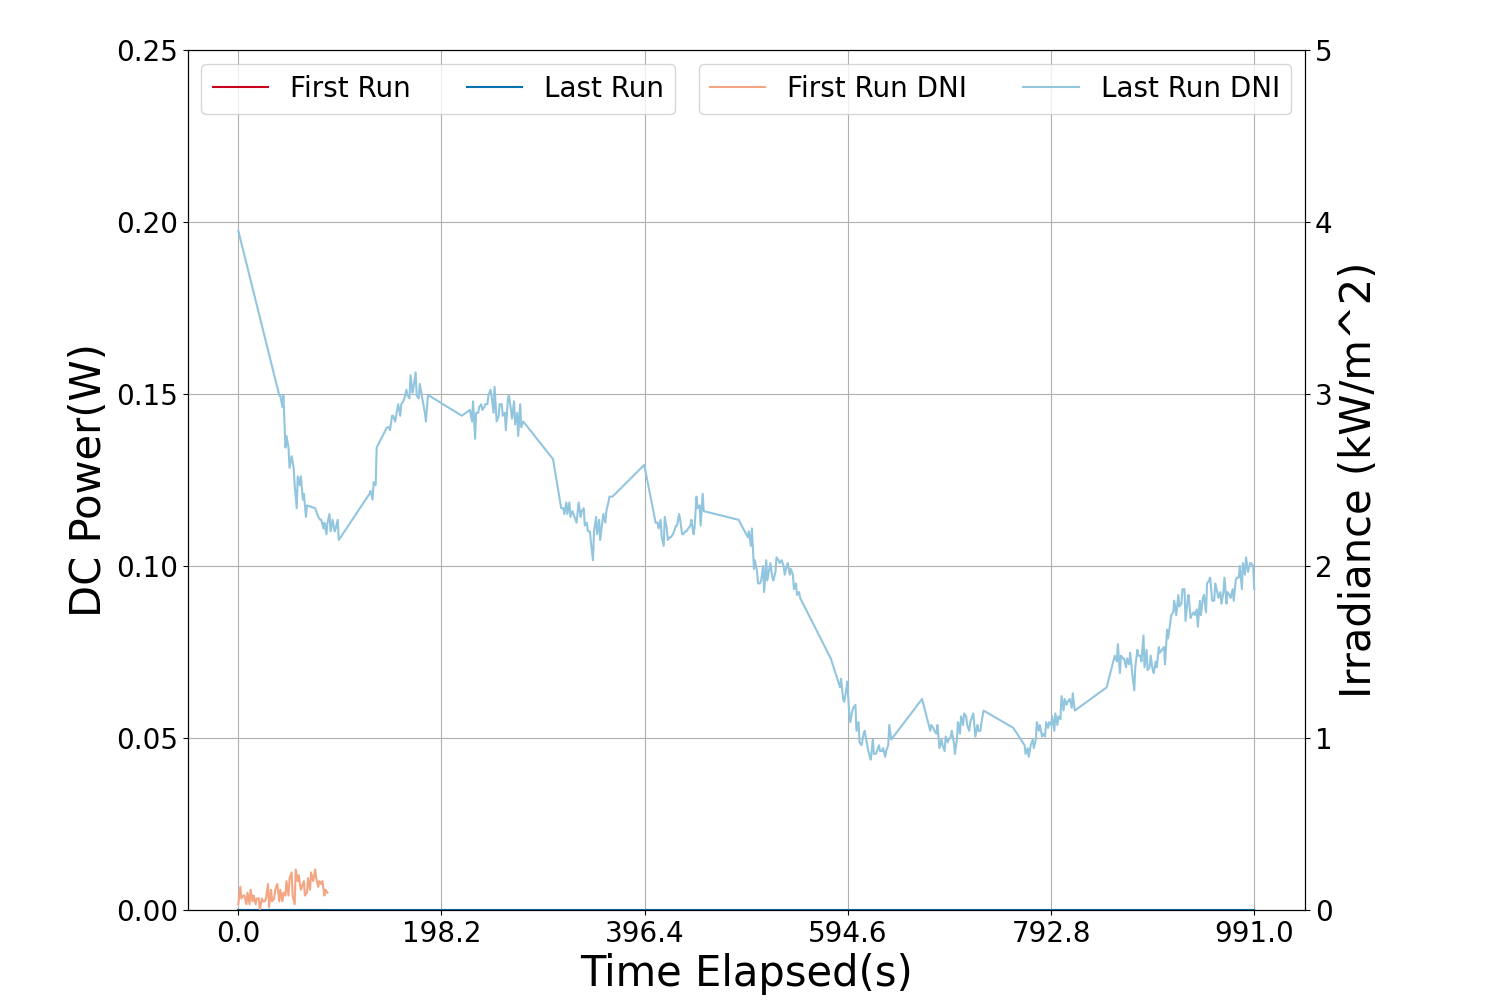 0.25
0.20
0.15
0.10
0.05
0.00
DC Power(W)
First Run
Last Run
First Run DNI
Last Run DNI
5
4
3
2
1
0
Irradiance (kW/m^2)
0.0 198.2 396.4 594.6 792.8 991.0
Time Elapsed(s)